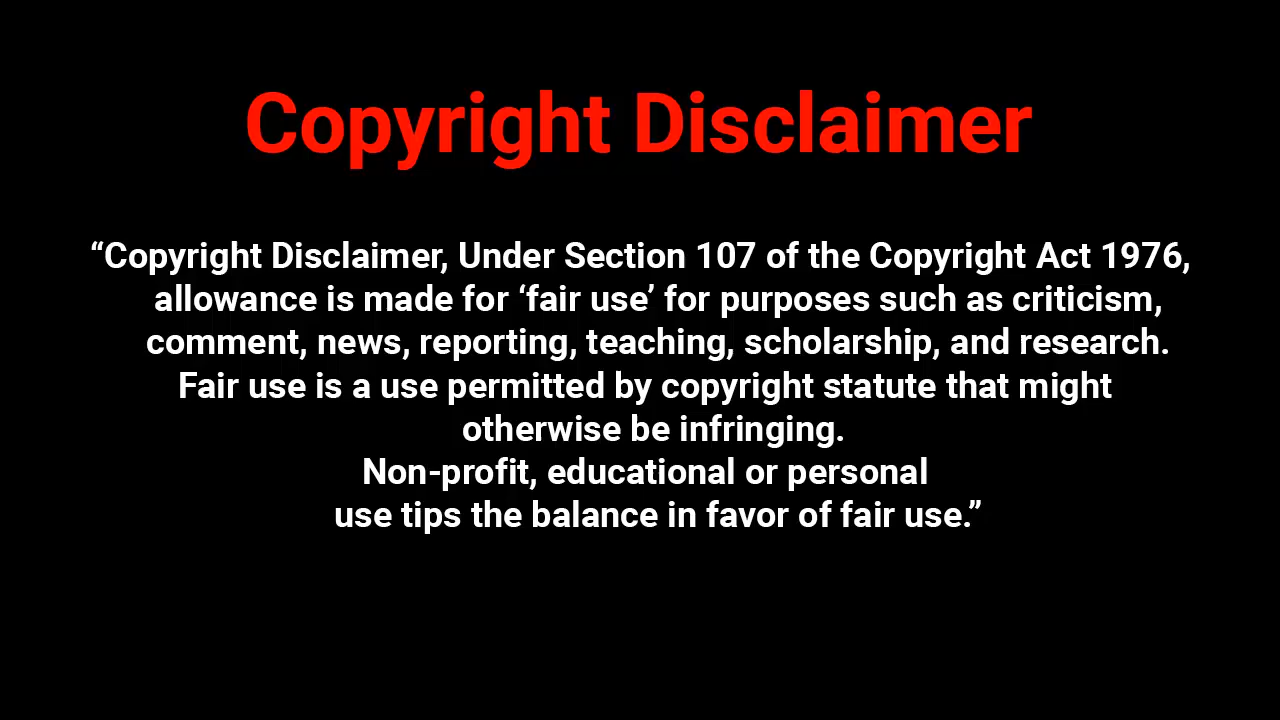 Copyright Disclaimer
“Copyright Disclaimer, Under Section 107 of the Copyright Act 1976,
allowance is made for ‘fair use’ for purposes such as criticism,
comment, news, reporting, teaching, scholarship, and research.
Fair use is a use permitted by copyright statute that might
otherwise be infringing.
Non-profit, educational or personal
use tips the balance in favor of fair use.”